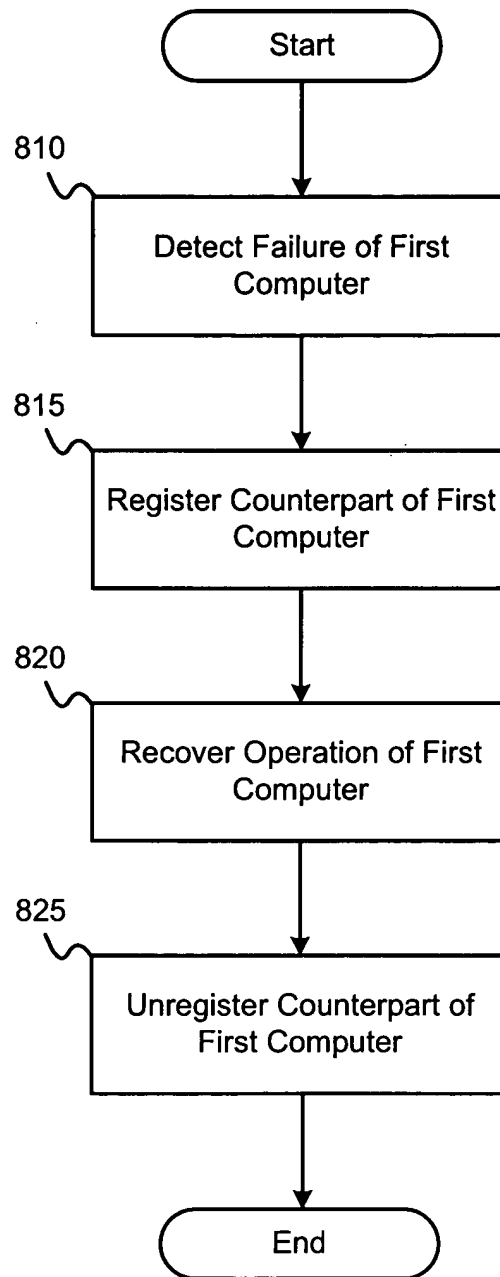 Start
810
Detect Failure of First
Computer
815
Register Counterpart of First
Computer
820
Recover Operation of First
Computer
825
Unregister Counterpart of
First Computer
End